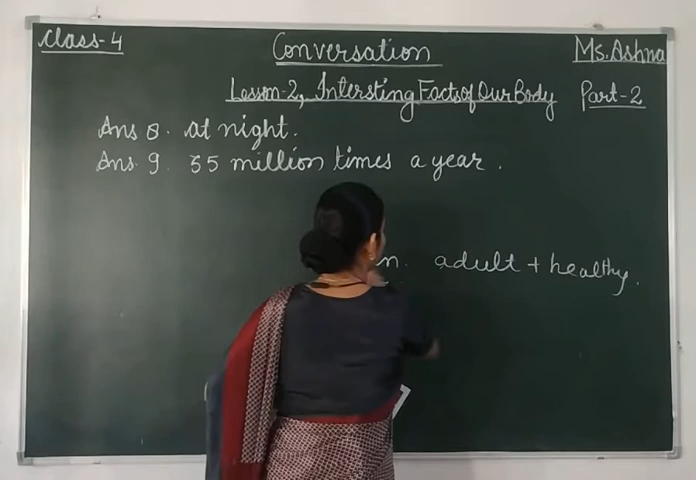 Class-4
Conversation
Ms. Ashna
Lesson-2, Intersting Facts of Our Body
Part-2
Ans 8. at night.
Ans. 9. 35 million times a year.
n. adult + healthy.